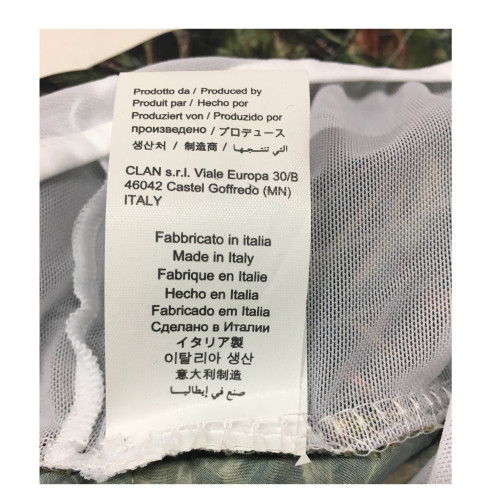 Prodotto da / Produced by
Produit par / Hecho por
Produziert von / Produzido por
произведено / プロデュース
생산처 / 制造商 / التي تنتجها
CLAN s.r.l. Viale Europa 30/B
46042 Castel Goffredo (MN)
ITALY
Fabbricato in italia
Made in Italy
Fabrique en Italie
Hecho en Italia
Fabricado em Italia
Сделано в Италии
イタリア製
이탈리아 생산
意大利制造
صنع في إيطاليا